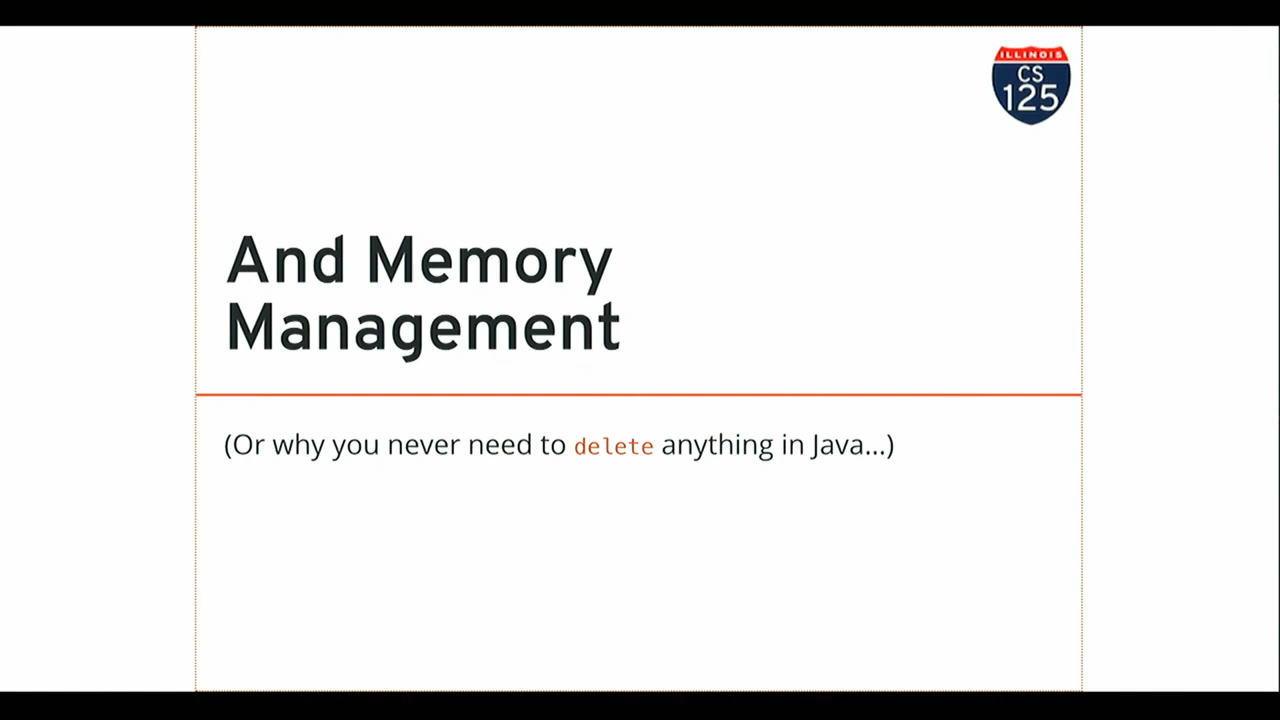 ILLINOIS
CS
125
And Memory
Management
(Or why you never need to delete anything in Java...)